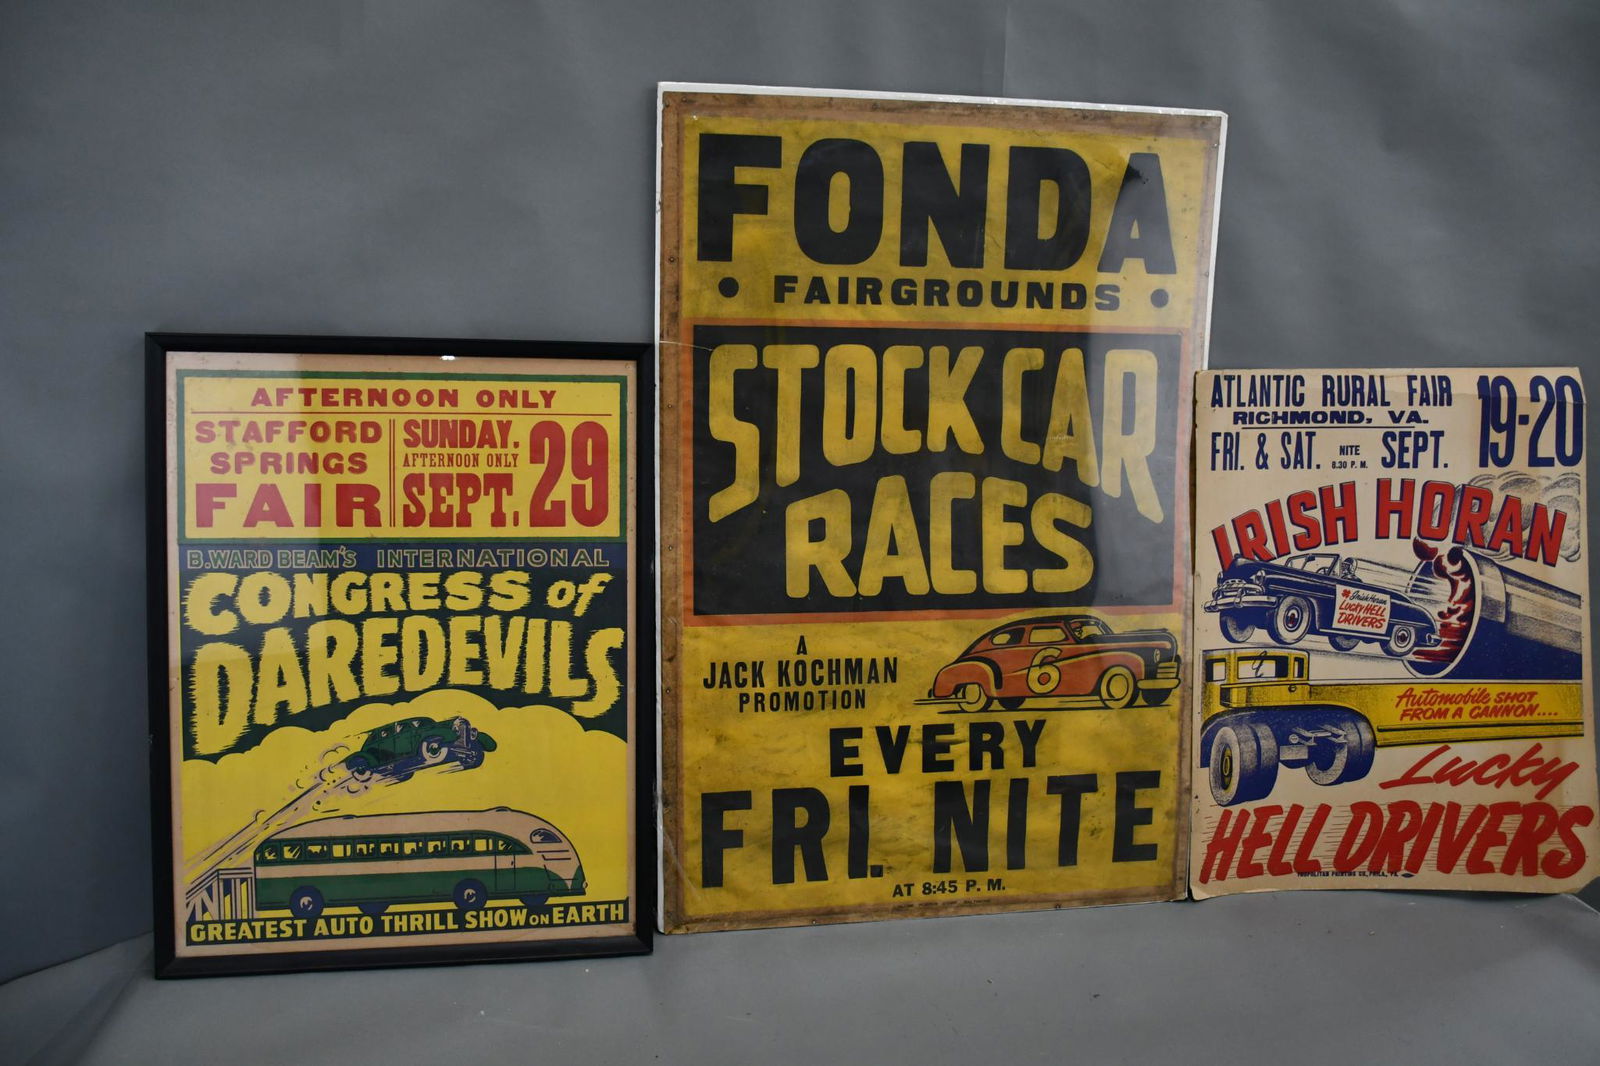 AFTERNOON ONLY
STAFFORD
SPRINGS
FAIR
SUNDAY,
AFTERNOON ONLY
SEPT. 29
B. WARD BEAM'S INTERNATIONAL
CONGRESS of
DAREDEVILS
GREATEST AUTO THRILL SHOW ON EARTH
FONDA
• FAIRGROUNDS •
STOCK CAR
RACES
A
JACK KOCHMAN
PROMOTION
6
EVERY
FRI. NITE
AT 8:45 P. M.
ATLANTIC RURAL FAIR
RICHMOND, VA.
FRI. & SAT. NITE
8.30 P. M. SEPT. 19-20
IRISH HORAN
Irish Horan
LUCKY HELL
DRIVERS
Automobile SHOT
FROM A CANNON....
Lucky
HELL DRIVERS